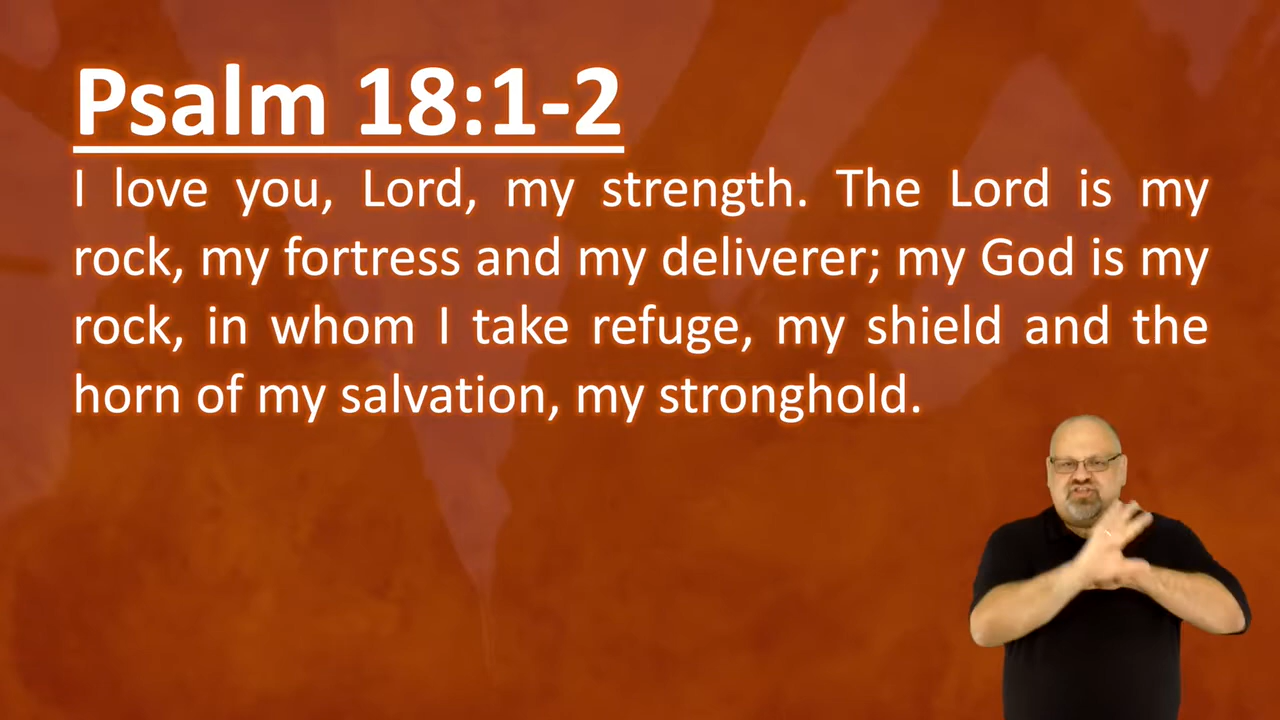 Psalm 18:1-2
I love you, Lord, my strength. The Lord is my
rock, my fortress and my deliverer; my God is my
rock, in whom I take refuge, my shield and the
horn of my salvation, my stronghold.